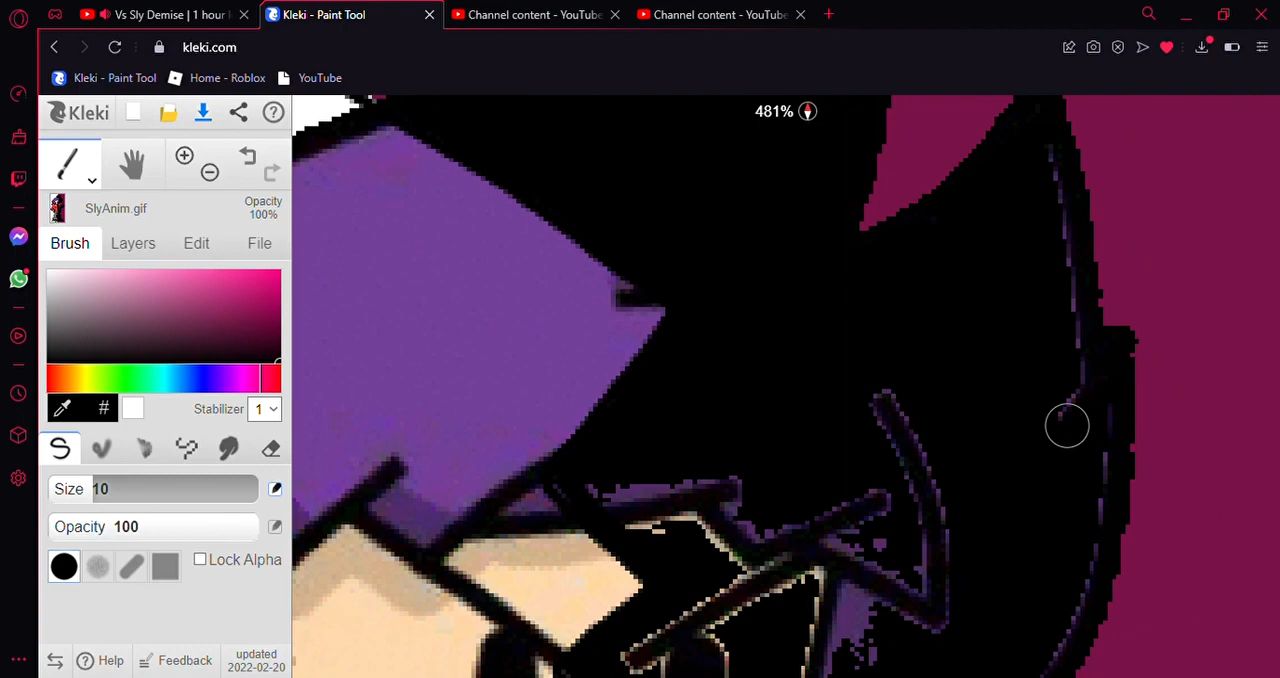 Vs Sly Demise | 1 hour
Kleki - Paint Tool
Channel content - YouTube
Channel content - YouTube
kleki.com
Kleki - Paint Tool
Home - Roblox
YouTube
Kleki
481%
SlyAnim.gif
Opacity
100%
Brush
Layers
Edit
File
#
Stabilizer
1
Size 10
Opacity 100
Lock Alpha
Help
Feedback
updated
2022-02-20